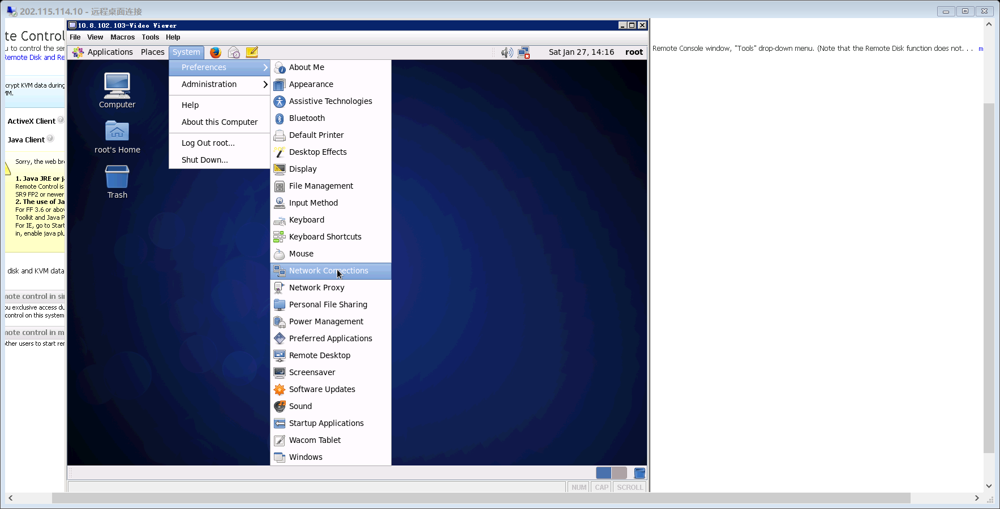 202.115.114.10 - 远程桌面连接
te Control
u to control the ser
Remote Disk and Re
crypt KVM data during
MM.
ActiveX Client
Java Client
Sorry, the web br
1. Java JRE or j
Remote Control is
SR9 FP2 or newer
2. The use of Ja
For FF 3.6 or abov
Toolkit and Java P
For IE, go to Start
in, enable java plu
disk and KVM data
mote control in sin
ou exclusive access du
control on this system
mote control in m
other users to start rem
10.8.102.103-Video Viewer
File View Macros Tools Help
Applications Places System
Sat Jan 27, 14:16 root
Computer
root's Home
Trash
Preferences
Administration
Help
About this Computer
Log Out root...
Shut Down...
About Me
Appearance
Assistive Technologies
Bluetooth
Default Printer
Desktop Effects
Display
File Management
Input Method
Keyboard
Keyboard Shortcuts
Mouse
Network Connections
Network Proxy
Personal File Sharing
Power Management
Preferred Applications
Remote Desktop
Screensaver
Software Updates
Sound
Startup Applications
Wacom Tablet
Windows
NUM CAP SCROLL
Remote Console window, "Tools" drop-down menu. (Note that the Remote Disk function does not. . . m